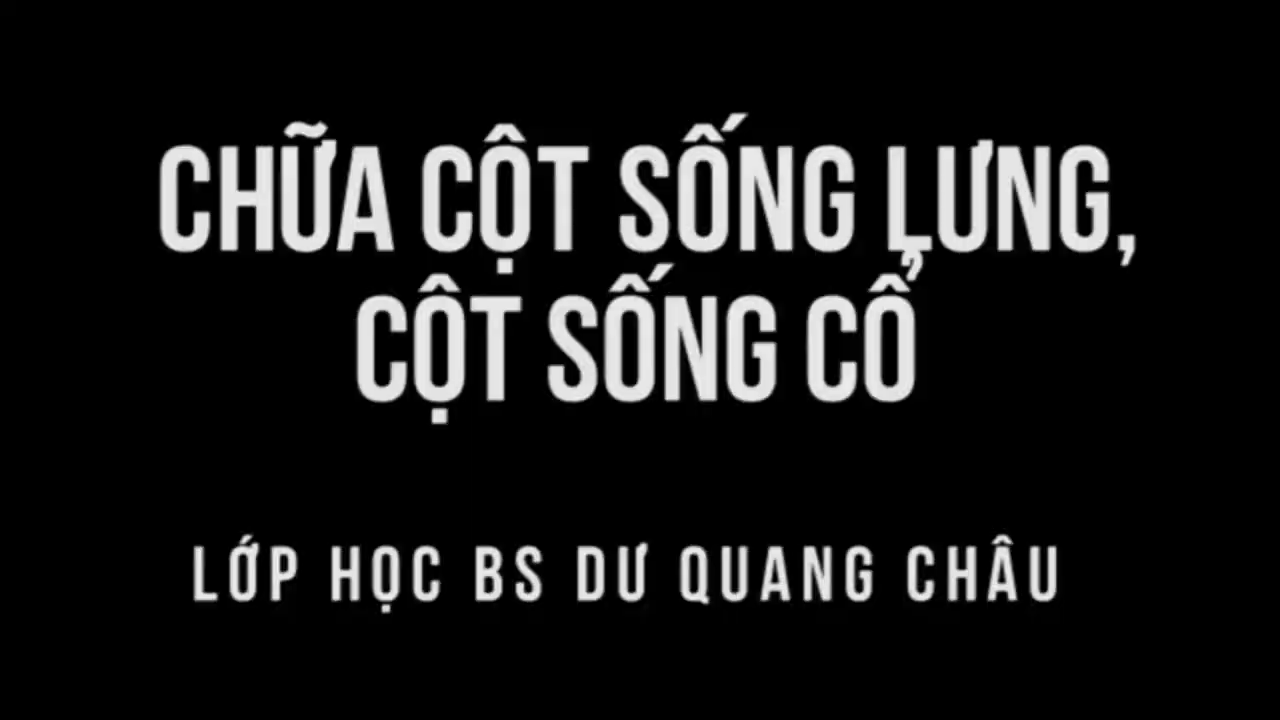 CHỮA CỘT SỐNG LƯNG,
CỘT SỐNG CỔ
LỚP HỌC BS DƯ QUANG CHÂU